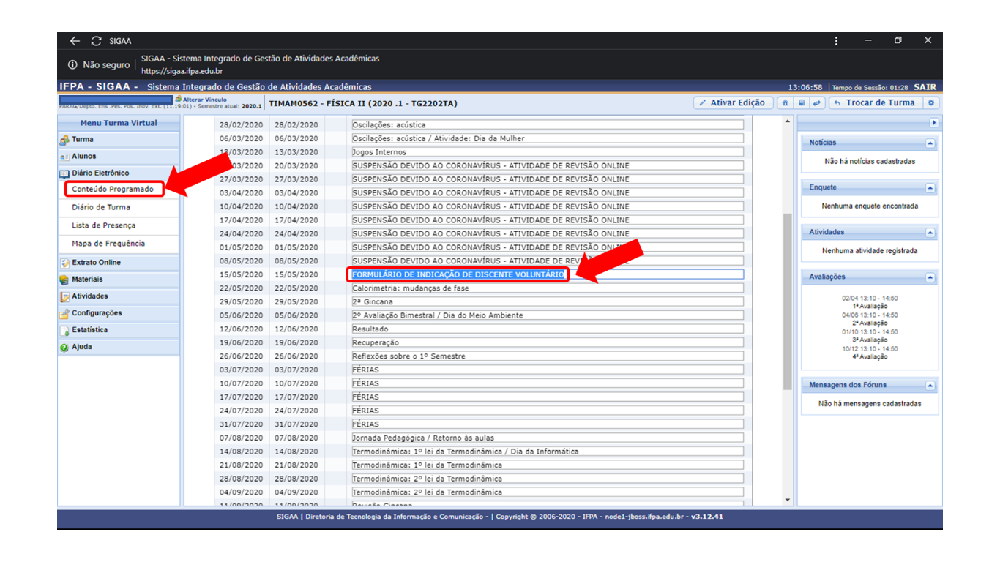 SIGAA
Não seguro
SIGAA - Sistema Integrado de Gestão de Atividades Acadêmicas
https://sigaa.ifpa.edu.br
IFPA - SIGAA - Sistema Integrado de Gestão de Atividades Acadêmicas
13:06:58 Tempo de Sessão: 01:28 SAIR
Alterar Vínculo
PARAG/Depto. Ens .Pes. Pós. Inov. Ext. (11.19.01) - Semestre atual: 2020.1
TIMAM0562 - FÍSICA II (2020 .1 - TG2202TA)
Ativar Edição
Trocar de Turma
Menu Turma Virtual
Turma
Alunos
Diário Eletrônico
Conteúdo Programado
Diário de Turma
Lista de Presença
Mapa de Frequência
Extrato Online
Materiais
Atividades
Configurações
Estatística
Ajuda
28/02/2020 28/02/2020 Oscilações: acústica
06/03/2020 06/03/2020 Oscilações: acústica / Atividade: Dia da Mulher
13/03/2020 13/03/2020 Jogos Internos
03/2020 20/03/2020 SUSPENSÃO DEVIDO AO CORONAVÍRUS - ATIVIDADE DE REVISÃO ONLINE
27/03/2020 27/03/2020 SUSPENSÃO DEVIDO AO CORONAVÍRUS - ATIVIDADE DE REVISÃO ONLINE
03/04/2020 03/04/2020 SUSPENSÃO DEVIDO AO CORONAVÍRUS - ATIVIDADE DE REVISÃO ONLINE
10/04/2020 10/04/2020 SUSPENSÃO DEVIDO AO CORONAVÍRUS - ATIVIDADE DE REVISÃO ONLINE
17/04/2020 17/04/2020 SUSPENSÃO DEVIDO AO CORONAVÍRUS - ATIVIDADE DE REVISÃO ONLINE
24/04/2020 24/04/2020 SUSPENSÃO DEVIDO AO CORONAVÍRUS - ATIVIDADE DE REVISÃO ONLINE
01/05/2020 01/05/2020 SUSPENSÃO DEVIDO AO CORONAVÍRUS - ATIVIDADE DE REVISÃO ONLINE
08/05/2020 08/05/2020 SUSPENSÃO DEVIDO AO CORONAVÍRUS - ATIVIDADE DE REVISÃO ONLINE
15/05/2020 15/05/2020 FORMULÁRIO DE INDICAÇÃO DE DISCENTE VOLUNTÁRIO
22/05/2020 22/05/2020 Calorimetria: mudanças de fase
29/05/2020 29/05/2020 2ª Gincana
05/06/2020 05/06/2020 2º Avaliação Bimestral / Dia do Meio Ambiente
12/06/2020 12/06/2020 Resultado
19/06/2020 19/06/2020 Recuperação
26/06/2020 26/06/2020 Reflexões sobre o 1º Semestre
03/07/2020 03/07/2020 FÉRIAS
10/07/2020 10/07/2020 FÉRIAS
17/07/2020 17/07/2020 FÉRIAS
24/07/2020 24/07/2020 FÉRIAS
31/07/2020 31/07/2020 FÉRIAS
07/08/2020 07/08/2020 Jornada Pedagógica / Retorno às aulas
14/08/2020 14/08/2020 Termodinâmica: 1º lei da Termodinâmica / Dia da Informática
21/08/2020 21/08/2020 Termodinâmica: 1º lei da Termodinâmica
28/08/2020 28/08/2020 Termodinâmica: 2º lei da Termodinâmica
04/09/2020 04/09/2020 Termodinâmica: 2º lei da Termodinâmica
11/09/2020 11/09/2020 Revisão Gincana
Notícias
Não há notícias cadastradas
Enquete
Nenhuma enquete encontrada
Atividades
Nenhuma atividade registrada
Avaliações
02/04 13:10 - 14:50
1ª Avaliação
04/06 13:10 - 14:50
2ª Avaliação
01/10 13:10 - 14:50
3ª Avaliação
10/12 13:10 - 14:50
4ª Avaliação
Mensagens dos Fóruns
Não há mensagens cadastradas
SIGAA | Diretoria de Tecnologia da Informação e Comunicação - | Copyright © 2006-2020 - IFPA - node1-jboss.ifpa.edu.br - v3.12.41